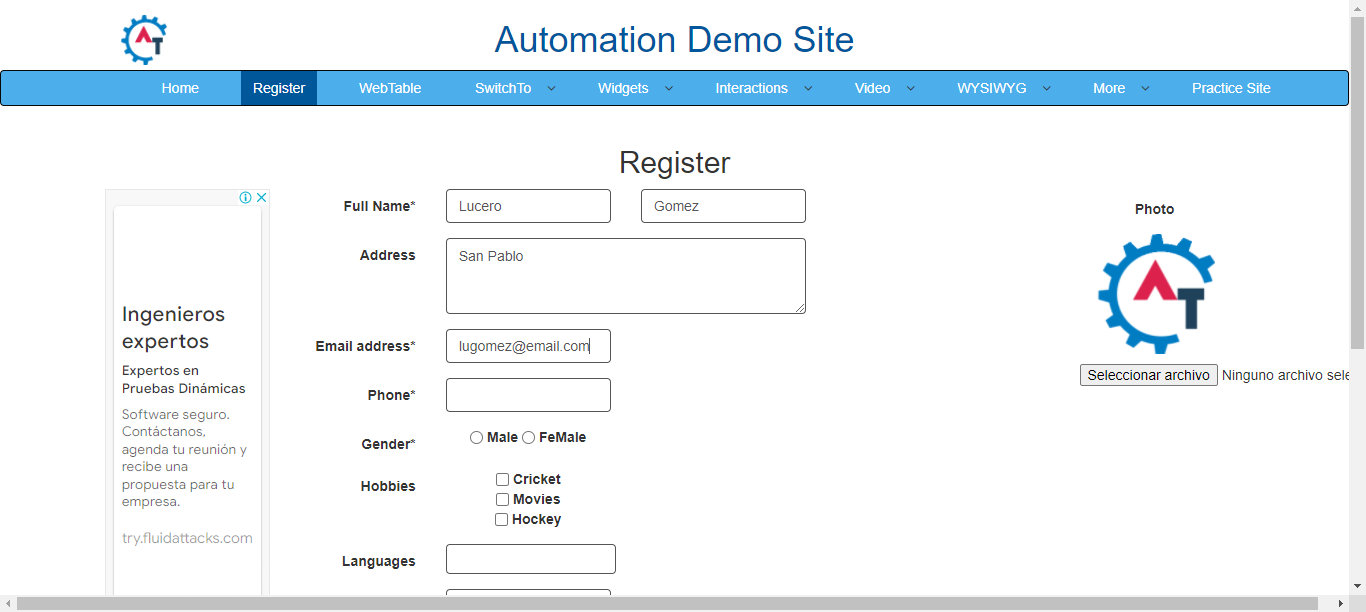 AT
Automation Demo Site
Home Register WebTable SwitchTo Widgets Interactions Video WYSIWYG More Practice Site
Register
Ingenieros
expertos
Expertos en
Pruebas Dinámicas
Software seguro.
Contáctanos,
agenda tu reunión y
recibe una
propuesta para tu
empresa.
try.fluidattacks.com
Full Name* Lucero Gomez
Address San Pablo
Email address* lugomez@email.com
Phone*
Gender* Male FeMale
Hobbies Cricket
Movies
Hockey
Languages
Photo
AT
Seleccionar archivo Ninguno archivo sele